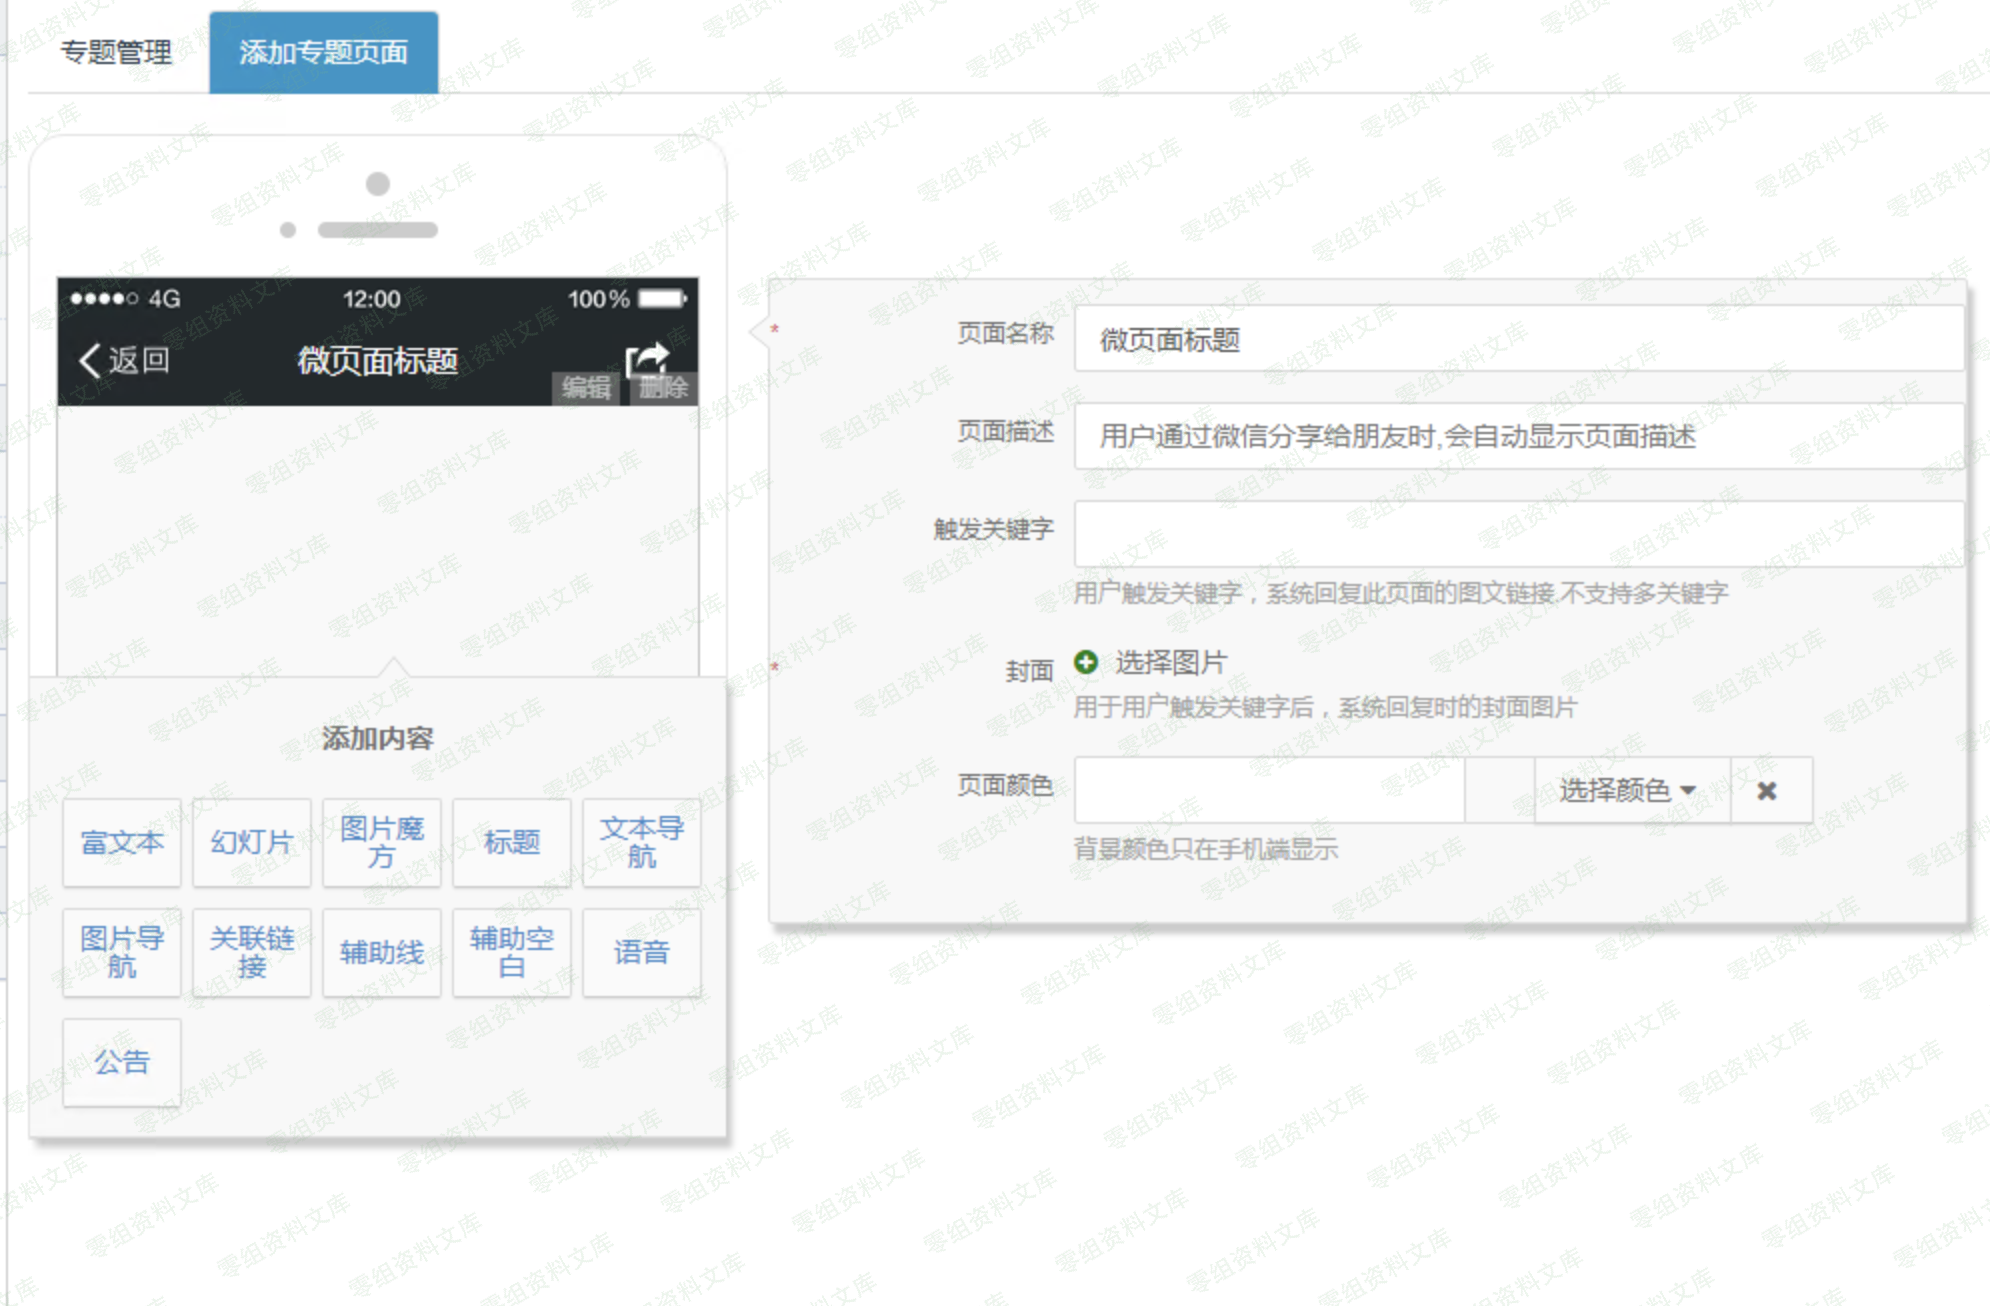 专题管理
添加专题页面
4G 12:00 100%
返回 微页面标题
编辑 删除
添加内容
富文本
幻灯片
图片魔方
标题
文本导航
图片导航
关联链接
辅助线
辅助空白
语音
公告
* 页面名称 微页面标题
页面描述 用户通过微信分享给朋友时,会自动显示页面描述
触发关键字
用户触发关键字，系统回复此页面的图文链接.不支持多关键字
* 封面 选择图片
用于用户触发关键字后，系统回复时的封面图片
页面颜色 选择颜色
背景颜色只在手机端显示
零组资料文库